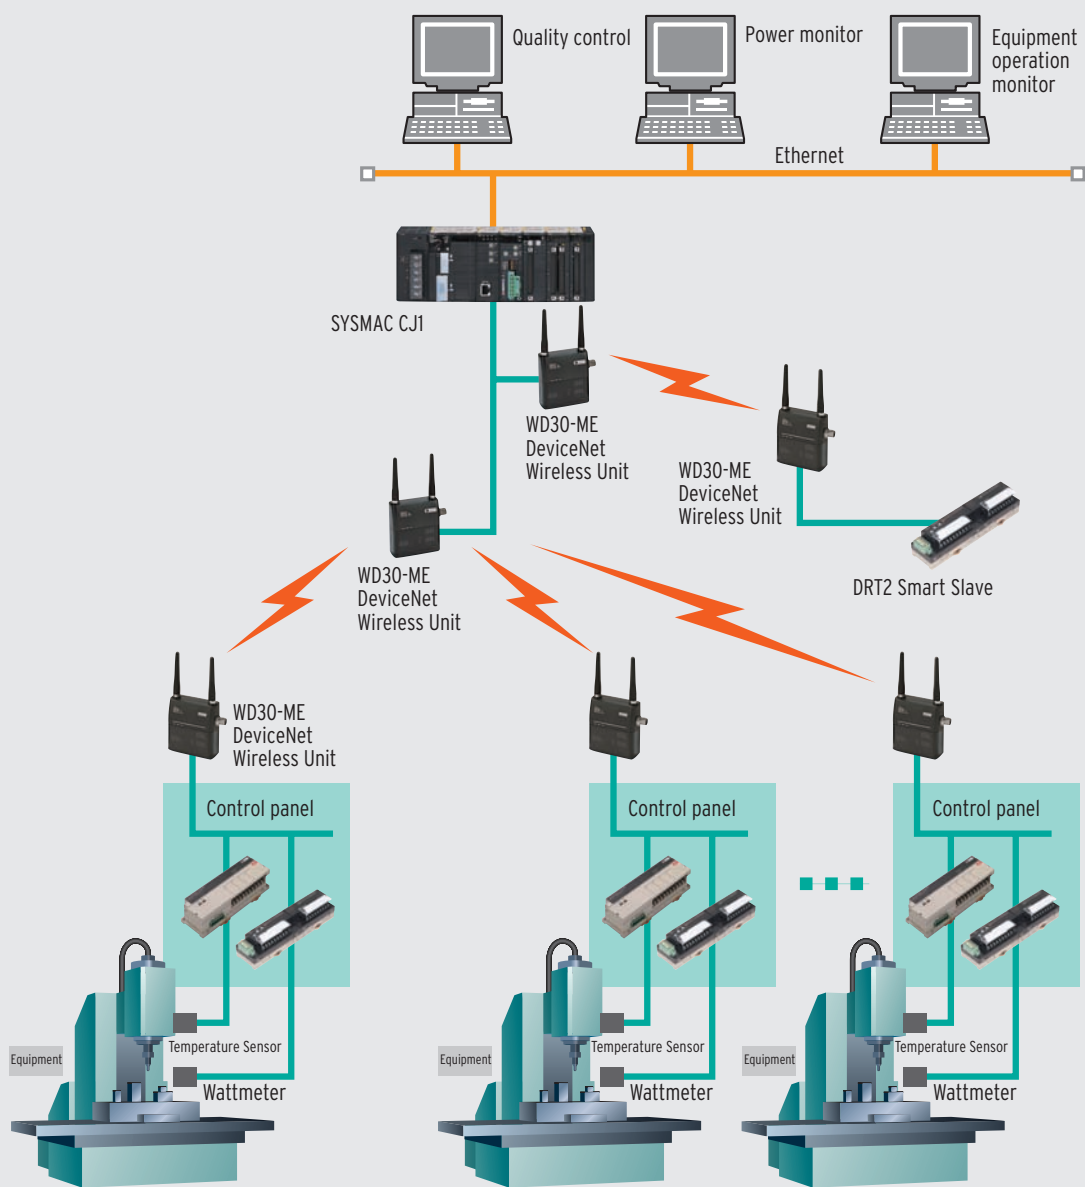 Quality control
Power monitor
Equipment
operation
monitor
Ethernet
SYSMAC CJ1
WD30-ME
DeviceNet
Wireless Unit
WD30-ME
DeviceNet
Wireless Unit
DRT2 Smart Slave
WD30-ME
DeviceNet
Wireless Unit
WD30-ME
DeviceNet
Wireless Unit
Control panel
Control panel
Control panel
Equipment
Temperature Sensor
Wattmeter
Equipment
Temperature Sensor
Wattmeter
Equipment
Temperature Sensor
Wattmeter